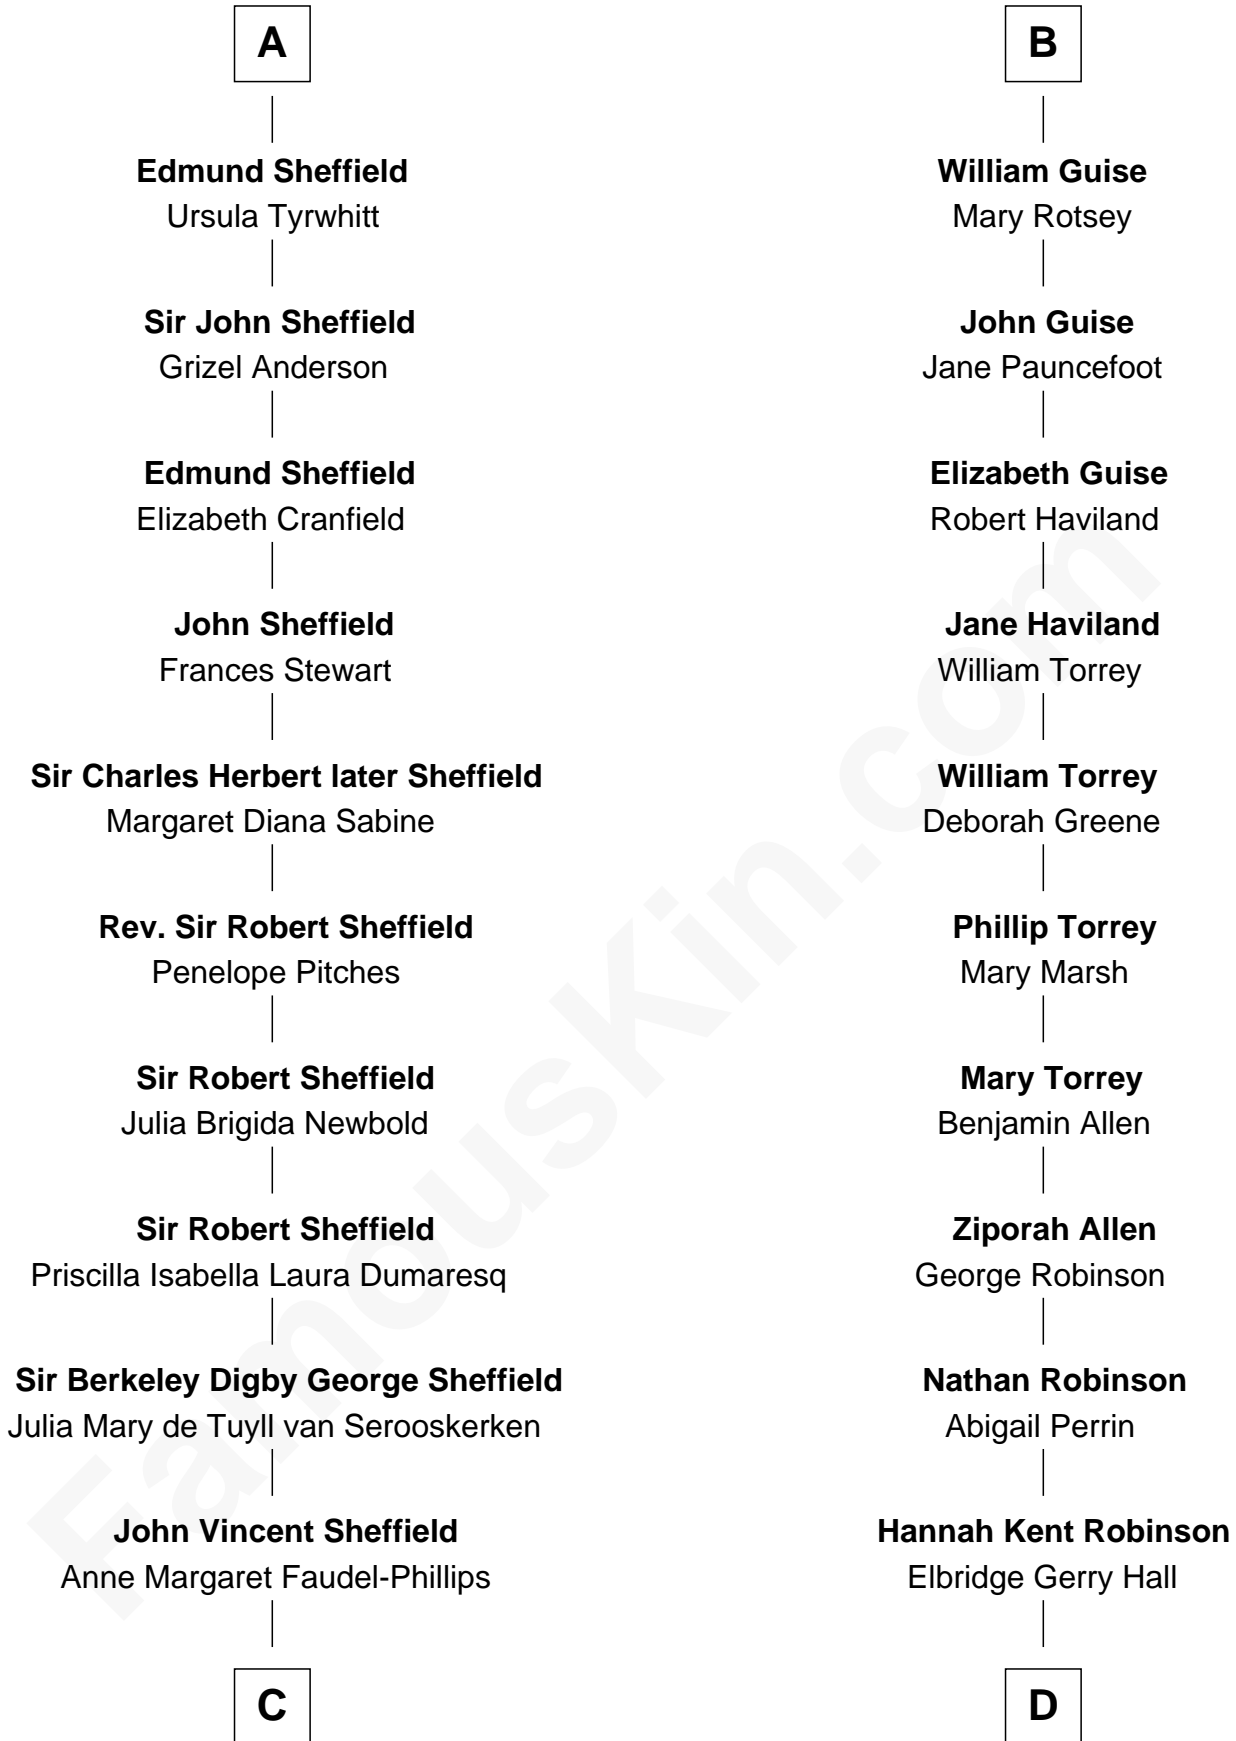 A
Edmund Sheffield
Ursula Tyrwhitt
Sir John Sheffield
Grizel Anderson
Edmund Sheffield
Elizabeth Cranfield
John Sheffield
Frances Stewart
Sir Charles Herbert later Sheffield
Margaret Diana Sabine
Rev. Sir Robert Sheffield
Penelope Pitches
Sir Robert Sheffield
Julia Brigida Newbold
Sir Robert Sheffield
Priscilla Isabella Laura Dumaresq
Sir Berkeley Digby George Sheffield
Julia Mary de Tuyll van Serooskerken
John Vincent Sheffield
Anne Margaret Faudel-Phillips
C
B
William Guise
Mary Rotsey
John Guise
Jane Pauncefoot
Elizabeth Guise
Robert Haviland
Jane Haviland
William Torrey
William Torrey
Deborah Greene
Phillip Torrey
Mary Marsh
Mary Torrey
Benjamin Allen
Ziporah Allen
George Robinson
Nathan Robinson
Abigail Perrin
Hannah Kent Robinson
Elbridge Gerry Hall
D
FamousKin.com